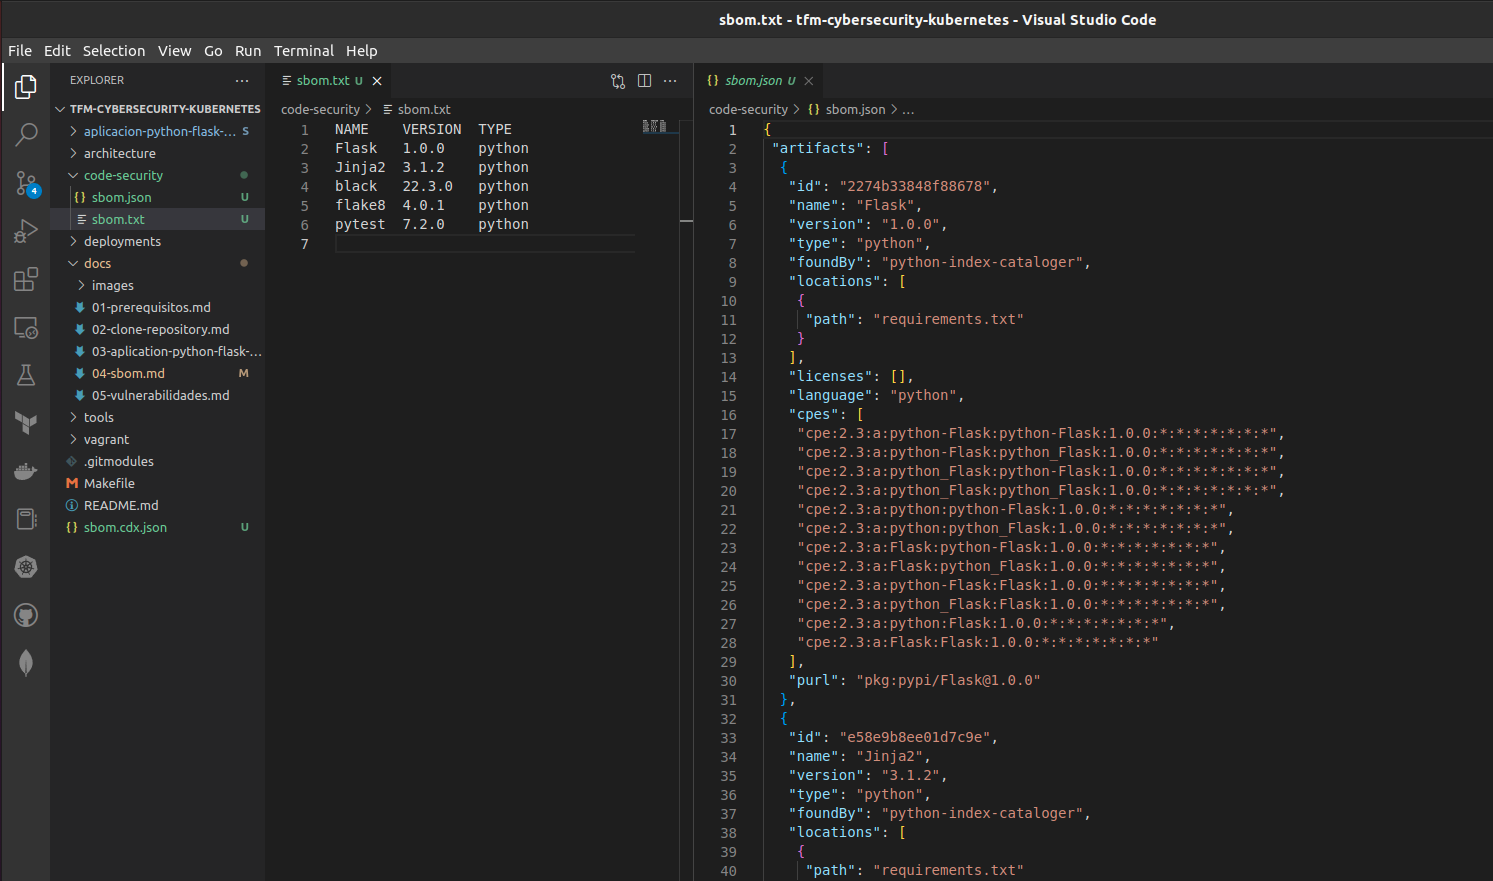 sbom.txt - tfm-cybersecurity-kubernetes - Visual Studio Code
File Edit Selection View Go Run Terminal Help
EXPLORER ...
TFM-CYBERSECURITY-KUBERNETES
aplicacion-python-flask-... S
architecture
code-security
{} sbom.json U
sbom.txt U
deployments
docs
images
01-prerequisitos.md
02-clone-repository.md
03-aplication-python-flask-...
04-sbom.md M
05-vulnerabilidades.md
tools
vagrant
.gitmodules
Makefile
README.md
{} sbom.cdx.json U
4
sbom.txt U
code-security > sbom.txt
1 NAME VERSION TYPE
2 Flask 1.0.0 python
3 Jinja2 3.1.2 python
4 black 22.3.0 python
5 flake8 4.0.1 python
6 pytest 7.2.0 python
7
{} sbom.json U
code-security > {} sbom.json > ...
1 {
2 "artifacts": [
3 {
4 "id": "2274b33848f88678",
5 "name": "Flask",
6 "version": "1.0.0",
7 "type": "python",
8 "foundBy": "python-index-cataloger",
9 "locations": [
10 {
11 "path": "requirements.txt"
12 }
13 ],
14 "licenses": [],
15 "language": "python",
16 "cpes": [
17 "cpe:2.3:a:python-Flask:python-Flask:1.0.0:*:*:*:*:*:*:*",
18 "cpe:2.3:a:python-Flask:python_Flask:1.0.0:*:*:*:*:*:*:*",
19 "cpe:2.3:a:python_Flask:python-Flask:1.0.0:*:*:*:*:*:*:*",
20 "cpe:2.3:a:python_Flask:python_Flask:1.0.0:*:*:*:*:*:*:*",
21 "cpe:2.3:a:python:python-Flask:1.0.0:*:*:*:*:*:*:*",
22 "cpe:2.3:a:python:python_Flask:1.0.0:*:*:*:*:*:*:*",
23 "cpe:2.3:a:Flask:python-Flask:1.0.0:*:*:*:*:*:*:*",
24 "cpe:2.3:a:Flask:python_Flask:1.0.0:*:*:*:*:*:*:*",
25 "cpe:2.3:a:python-Flask:Flask:1.0.0:*:*:*:*:*:*:*",
26 "cpe:2.3:a:python_Flask:Flask:1.0.0:*:*:*:*:*:*:*",
27 "cpe:2.3:a:python:Flask:1.0.0:*:*:*:*:*:*:*",
28 "cpe:2.3:a:Flask:Flask:1.0.0:*:*:*:*:*:*:*"
29 ],
30 "purl": "pkg:pypi/Flask@1.0.0"
31 },
32 {
33 "id": "e58e9b8ee01d7c9e",
34 "name": "Jinja2",
35 "version": "3.1.2",
36 "type": "python",
37 "foundBy": "python-index-cataloger",
38 "locations": [
39 {
40 "path": "requirements.txt"